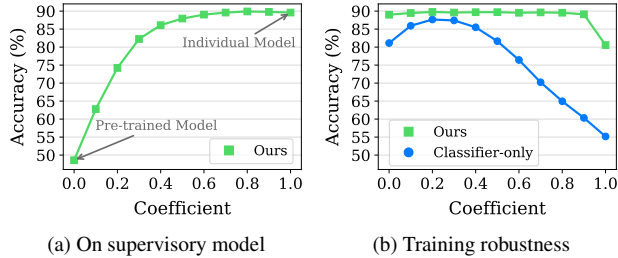 Accuracy (%)
90
85
80
75
70
65
60
55
50
Individual Model
Pre-trained Model
Ours
0.0 0.2 0.4 0.6 0.8 1.0
Coefficient
(a) On supervisory model
Accuracy (%)
90
85
80
75
70
65
60
55
50
Ours
Classifier-only
0.0 0.2 0.4 0.6 0.8 1.0
Coefficient
(b) Training robustness